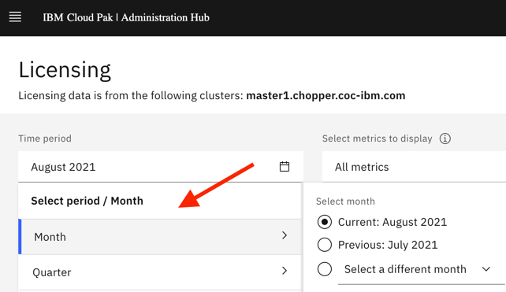 IBM Cloud Pak | Administration Hub
Licensing
Licensing data is from the following clusters: master1.chopper.coc-ibm.com
Time period
Select metrics to display
August 2021
All metrics
Select period / Month
Month
Quarter
Select month
Current: August 2021
Previous: July 2021
Select a different month